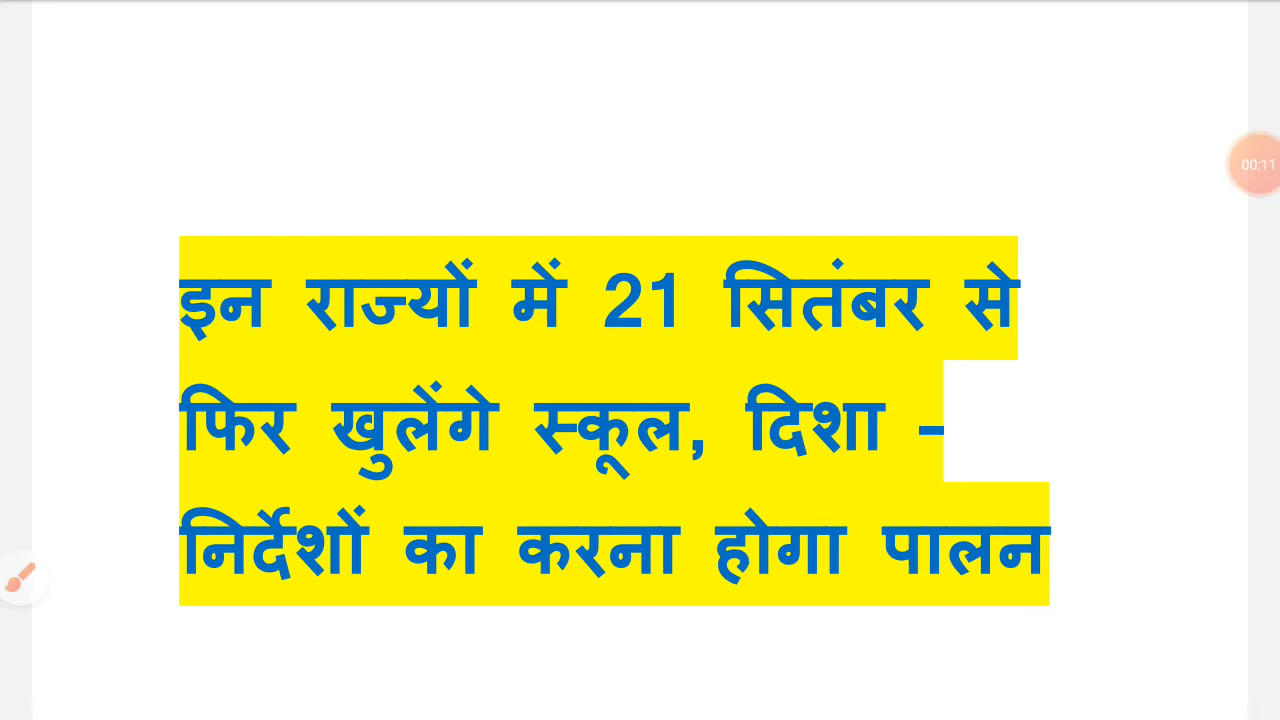 इन राज्यों में 21 सितंबर से
फिर खुलेंगे स्कूल, दिशा -
निर्देशों का करना होगा पालन
00:11